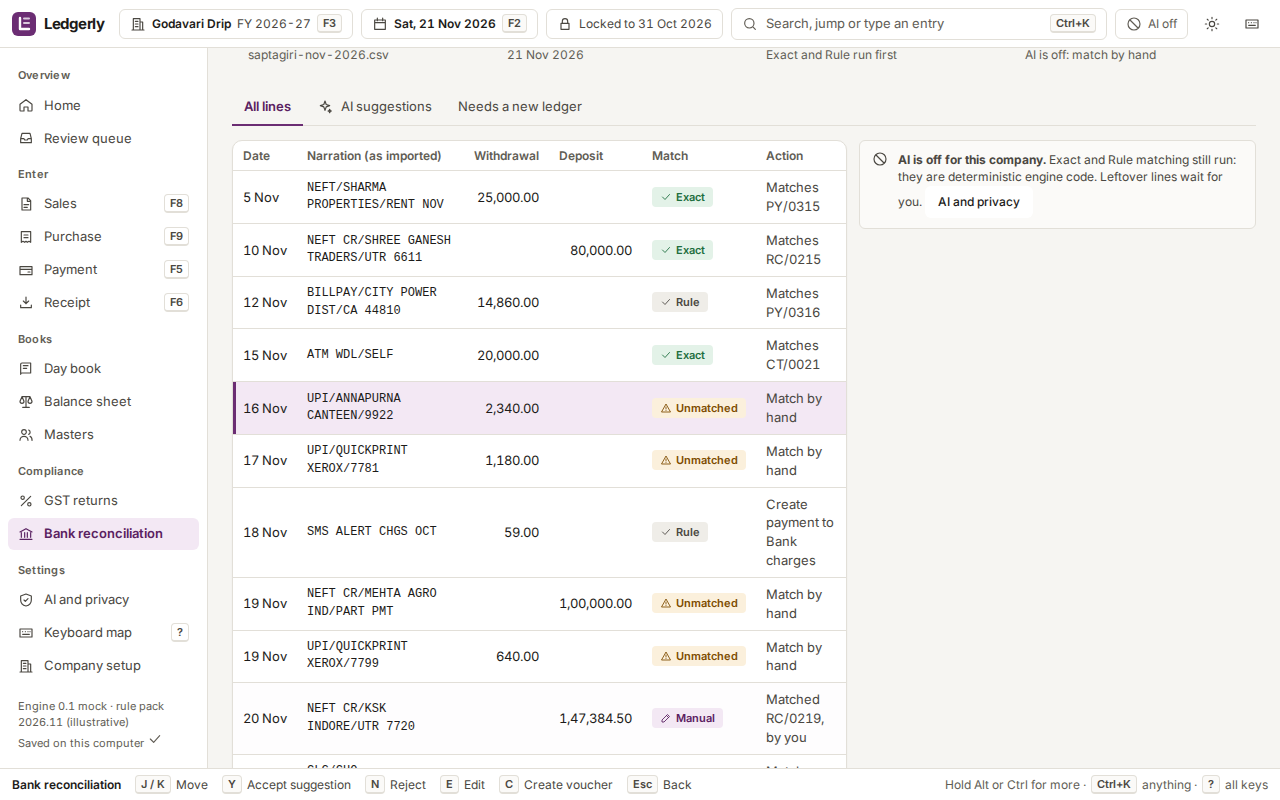 Ledgerly
Godavari Drip FY 2026-27 F3
Sat, 21 Nov 2026 F2
Locked to 31 Oct 2026
Search, jump or type an entry Ctrl+K
AI off
Overview
Home
Review queue
Enter
Sales F8
Purchase F9
Payment F5
Receipt F6
Books
Day book
Balance sheet
Masters
Compliance
GST returns
Bank reconciliation
Settings
AI and privacy
Keyboard map ?
Company setup
Engine 0.1 mock · rule pack
2026.11 (illustrative)
Saved on this computer
saptagiri-nov-2026.csv 21 Nov 2026 Exact and Rule run first AI is off: match by hand
All lines AI suggestions Needs a new ledger
Date Narration (as imported) Withdrawal Deposit Match Action
5 Nov NEFT/SHARMA PROPERTIES/RENT NOV 25,000.00 Exact Matches PY/0315
10 Nov NEFT CR/SHREE GANESH TRADERS/UTR 6611 80,000.00 Exact Matches RC/0215
12 Nov BILLPAY/CITY POWER DIST/CA 44810 14,860.00 Rule Matches PY/0316
15 Nov ATM WDL/SELF 20,000.00 Exact Matches CT/0021
16 Nov UPI/ANNAPURNA CANTEEN/9922 2,340.00 Unmatched Match by hand
17 Nov UPI/QUICKPRINT XEROX/7781 1,180.00 Unmatched Match by hand
18 Nov SMS ALERT CHGS OCT 59.00 Rule Create payment to Bank charges
19 Nov NEFT CR/MEHTA AGRO IND/PART PMT 1,00,000.00 Unmatched Match by hand
19 Nov UPI/QUICKPRINT XEROX/7799 640.00 Unmatched Match by hand
20 Nov NEFT CR/KSK INDORE/UTR 7720 1,47,384.50 Manual Matched RC/0219, by you
AI is off for this company. Exact and Rule matching still run:
they are deterministic engine code. Leftover lines wait for
you. AI and privacy
Bank reconciliation J / K Move Y Accept suggestion N Reject E Edit C Create voucher Esc Back
Hold Alt or Ctrl for more · Ctrl+K anything · ? all keys